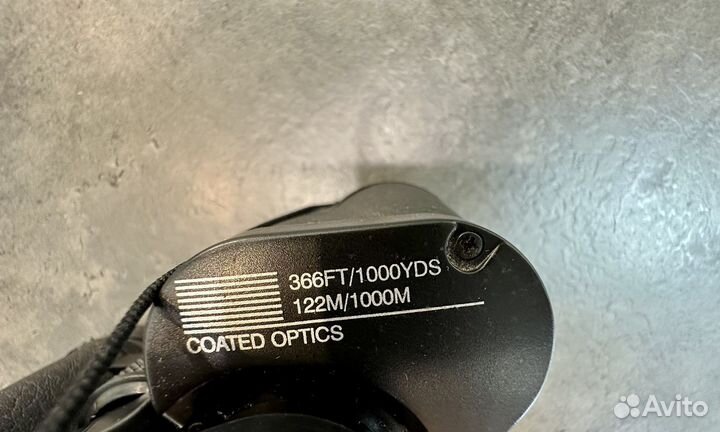 366FT/1000YDS
122M/1000M
COATED OPTICS
Avito